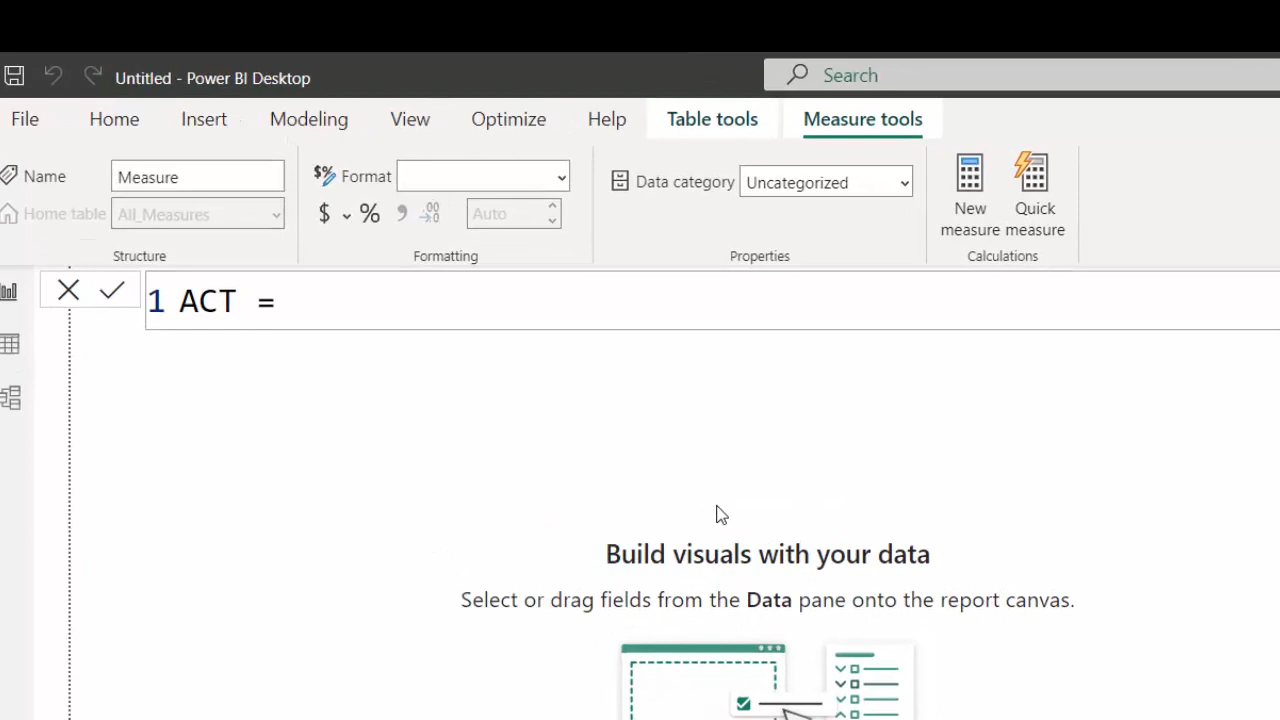 Untitled - Power BI Desktop
Search
File Home Insert Modeling View Optimize Help Table tools Measure tools
Name Measure
Format
Data category Uncategorized
New measure
Quick measure
Home table All_Measures
$ % Auto
Structure Formatting Properties Calculations
1 ACT =
Build visuals with your data
Select or drag fields from the Data pane onto the report canvas.